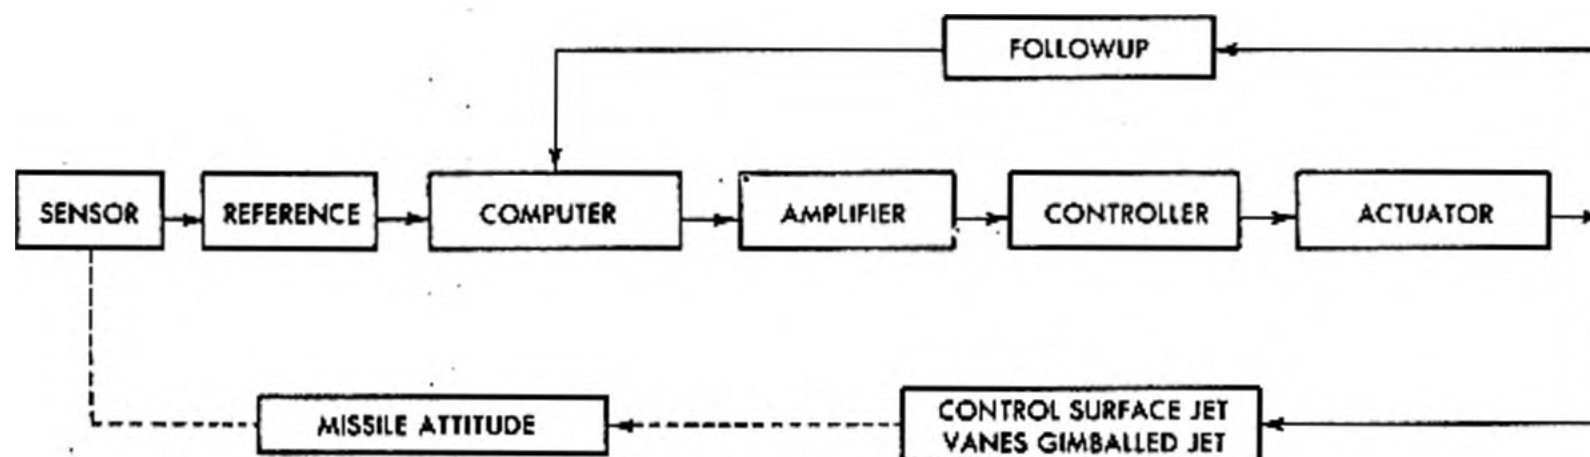 FOLLOWUP
SENSOR
REFERENCE
COMPUTER
AMPLIFIER
CONTROLLER
ACTUATOR
MISSILE ATTITUDE
CONTROL SURFACE JET
VANES GIMBALLED JET